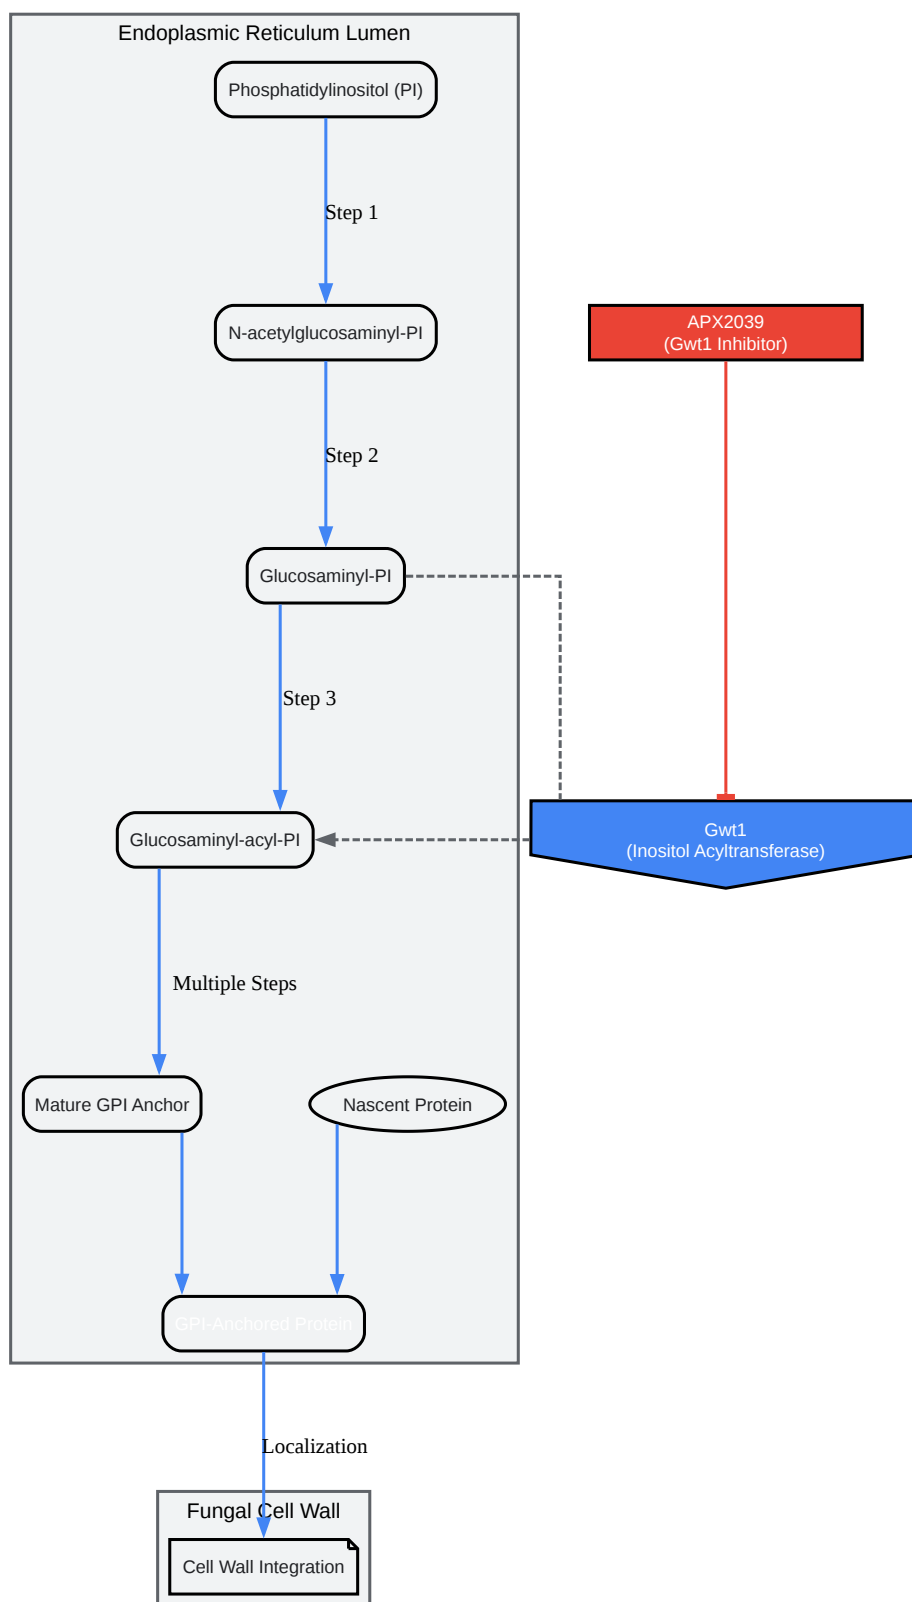 Endoplasmic Reticulum Lumen
Phosphatidylinositol (PI)
Step 1
N-acetylglucosaminyl-PI
APX2039
(Gwt1 Inhibitor)
Step 2
Glucosaminyl-PI
Step 3
Glucosaminyl-acyl-PI
Gwt1
(Inositol Acyltransferase)
Multiple Steps
Mature GPI Anchor
Nascent Protein
GPI-Anchored Protein
Localization
Fungal Cell Wall
Cell Wall Integration